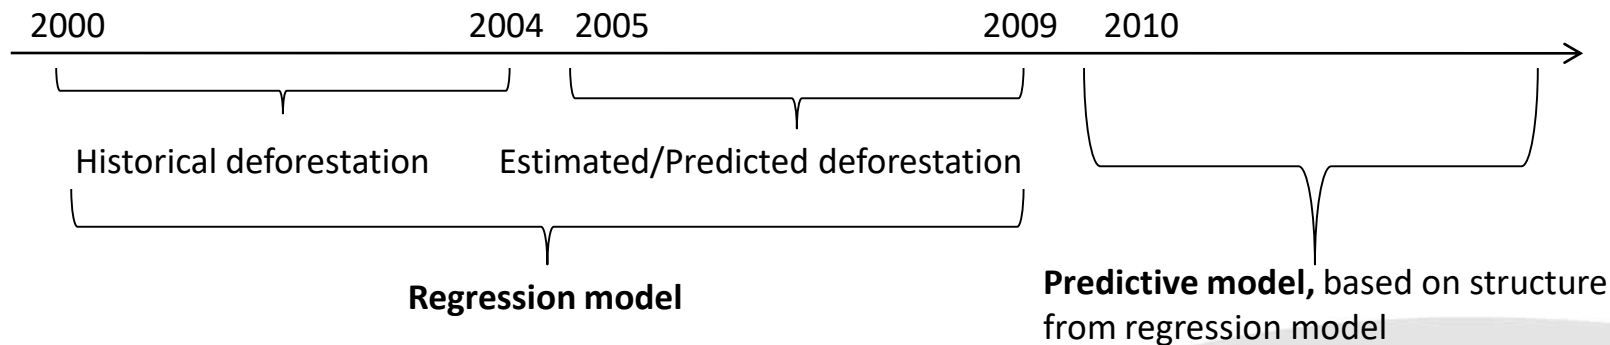 2000 2004 2005 2009 2010
Historical deforestation Estimated/Predicted deforestation
Regression model
Predictive model, based on structure
from regression model